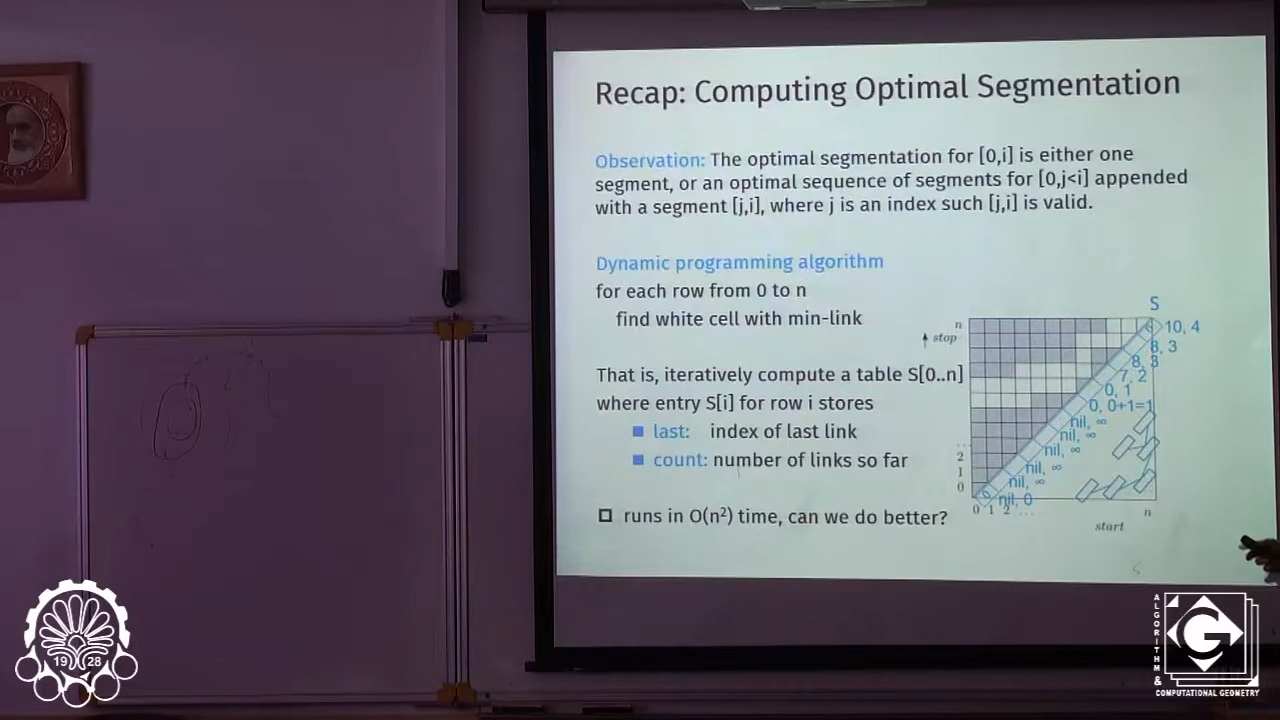 Recap: Computing Optimal Segmentation
Observation: The optimal segmentation for [0,i] is either one
segment, or an optimal sequence of segments for [0,j<i] appended
with a segment [j,i], where j is an index such [j,i] is valid.
Dynamic programming algorithm
for each row from 0 to n
find white cell with min-link
That is, iteratively compute a table S[0..n]
where entry S[i] for row i stores
last: index of last link
count: number of links so far
runs in O(n²) time, can we do better?
S
n
stop
10, 4
8, 3
8, 3
7, 2
0, 1
0, 0+1=1
nil, ∞
nil, ∞
nil, ∞
nil, ∞
nil, ∞
nil, 0
...
2
1
0
0 1 2 ...
n
start
19 28
G
ALGORITHM &
COMPUTATIONAL GEOMETRY